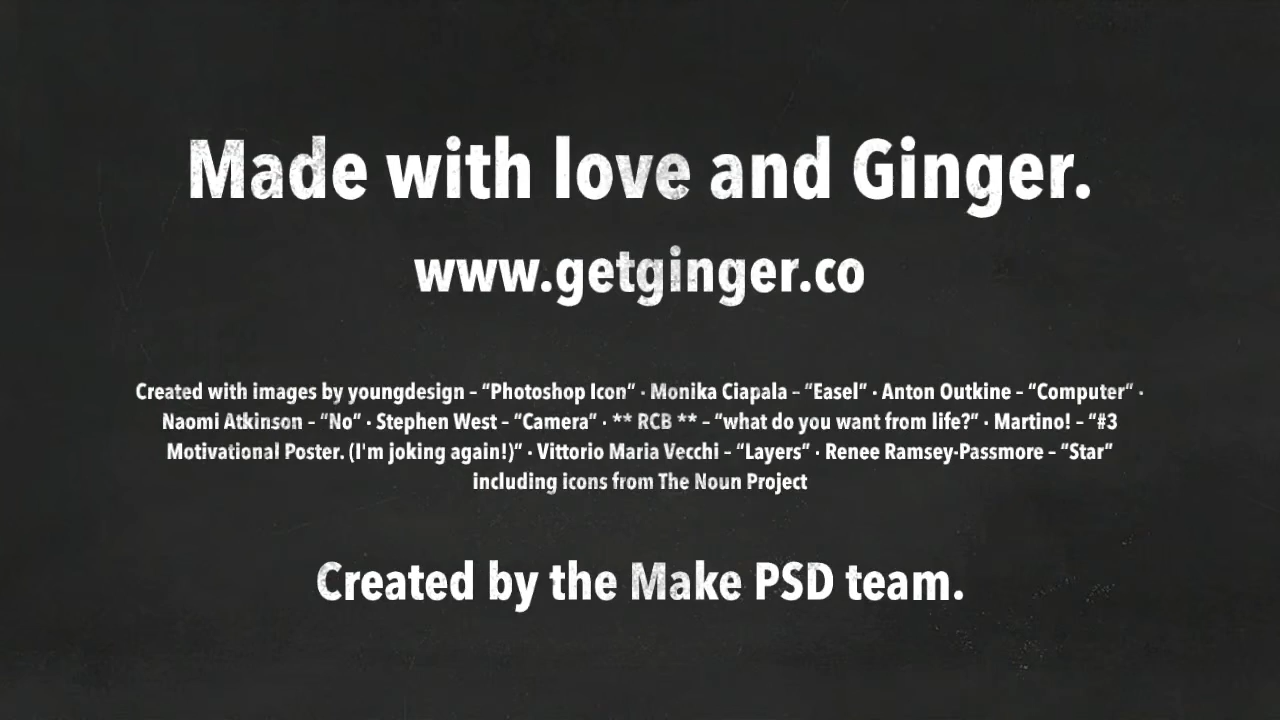 Made with love and Ginger.
www.getginger.co
Created with images by youngdesign – "Photoshop Icon" · Monika Ciapala – "Easel" · Anton Outkine – "Computer" ·
Naomi Atkinson – "No" · Stephen West – "Camera" · ** RCB ** – "what do you want from life?" · Martino! – "#3
Motivational Poster. (I'm joking again!)" · Vittorio Maria Vecchi – "Layers" · Renee Ramsey-Passmore – "Star"
including icons from The Noun Project
Created by the Make PSD team.